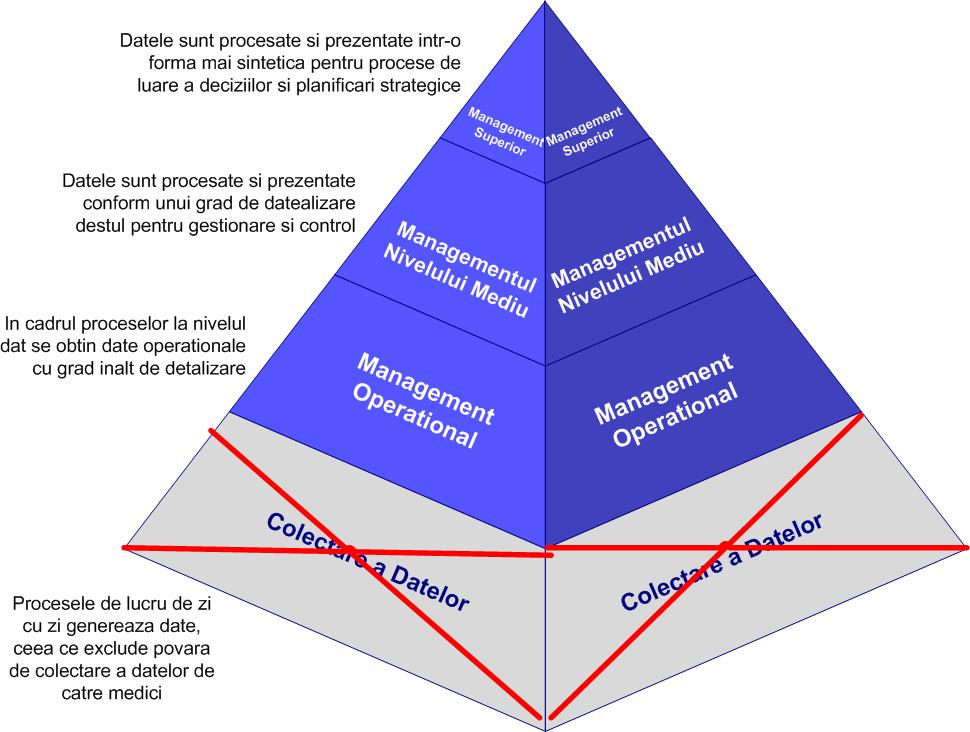 Datele sunt procesate si prezentate intr-o
forma mai sintetica pentru procese de
luare a deciziilor si planificari strategice
Management
Superior
Management
Superior
Datele sunt procesate si prezentate
conform unui grad de datealizare
destul pentru gestionare si control
Managementul
Nivelului Mediu
Managementul
Nivelului Mediu
In cadrul proceselor la nivelul
dat se obtin date operationale
cu grad inalt de detalizare
Management
Operational
Management
Operational
Colectare a Datelor
Colectare a Datelor
Procesele de lucru de zi
cu zi genereaza date,
ceea ce exclude povara
de colectare a datelor de
catre medici